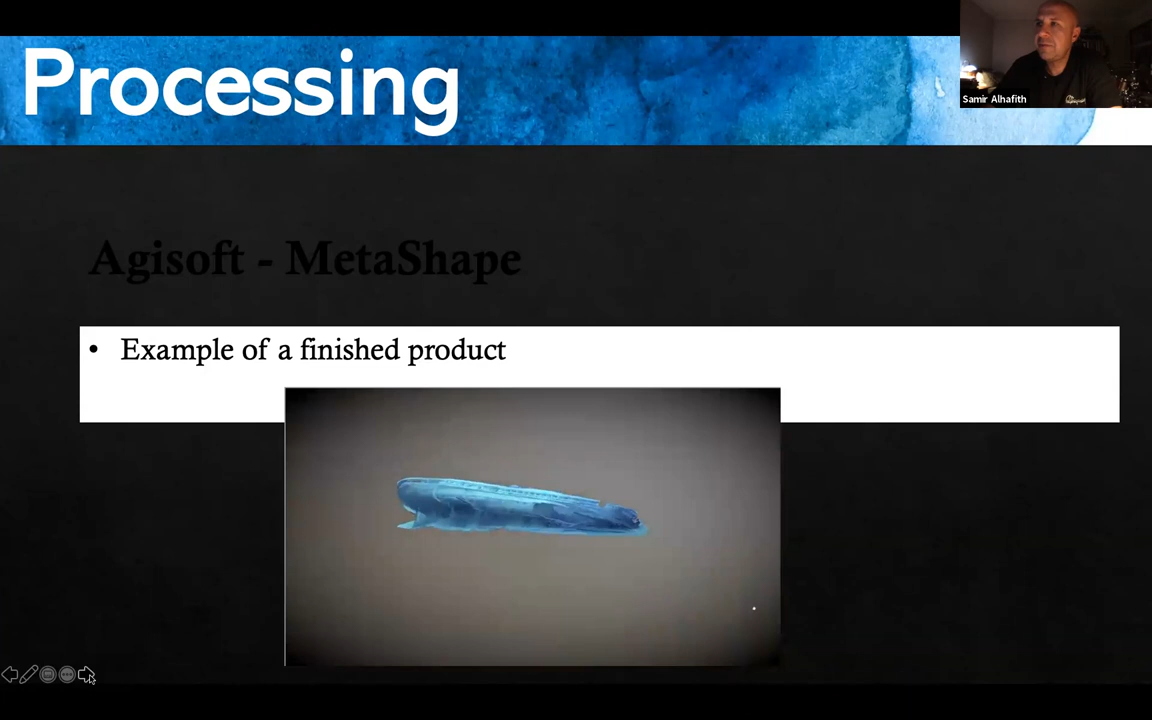 Processing
Samir Alhafith
Agisoft - MetaShape
• Example of a finished product